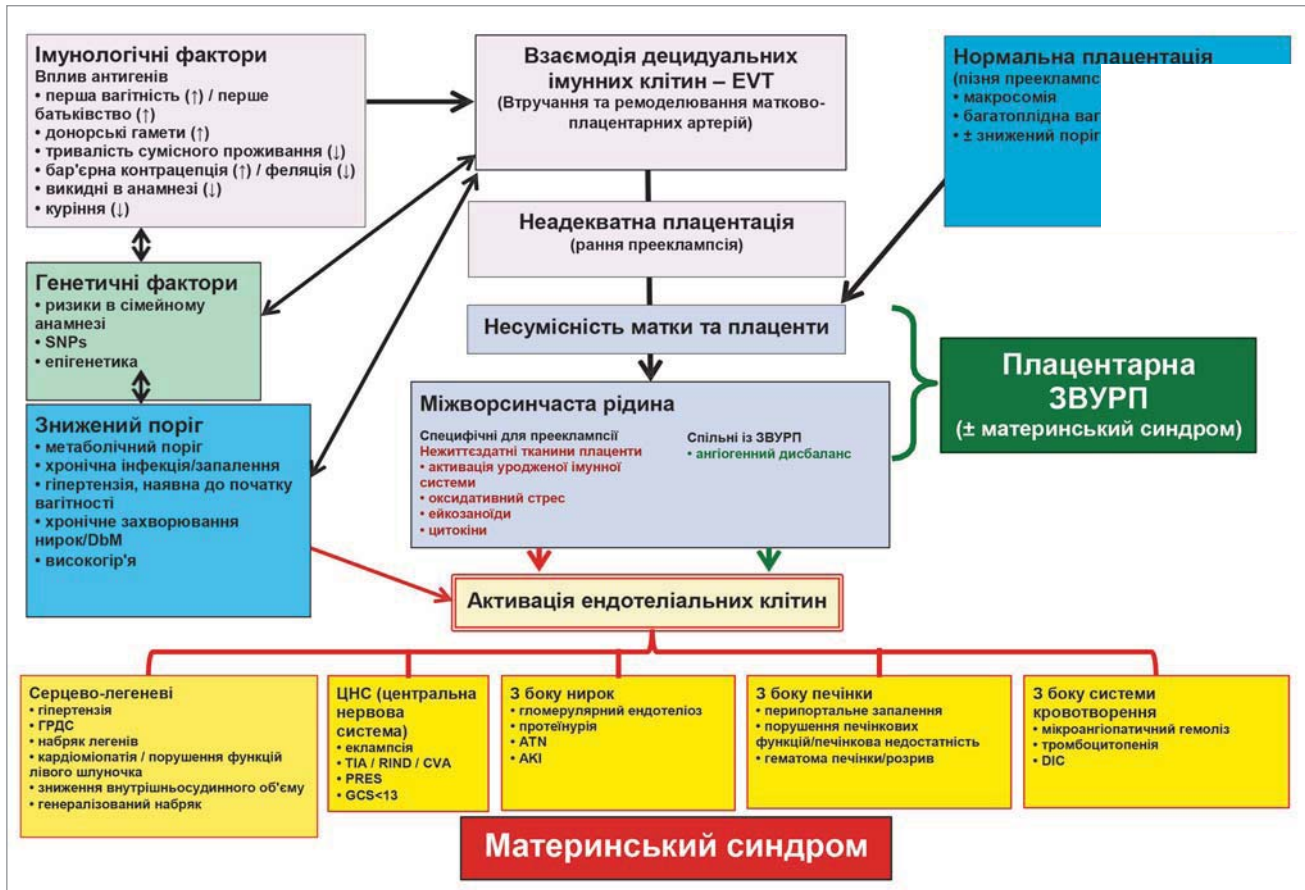 Імунологічні фактори
Вплив антигенів
• перша вагітність (↑) / перше
батьківство (↑)
• донорські гамети (↑)
• тривалість сумісного проживання (↓)
• бар'єрна контрацепція (↑) / феляція (↓)
• викидні в анамнезі (↓)
• куріння (↓)
Взаємодія децидуальних
імунних клітин – EVT
(Втручання та ремоделювання матково-
плацентарних артерій)
Нормальна плацентація
(пізня
• макросомія
• багатоплідна
• ± знижений поріг
Неадекватна плацентація
(рання прееклампсія)
Генетичні фактори
• ризики в сімейному
анамнезі
• SNPs
• епігенетика
Несумісність матки та плаценти
Плацентарна
ЗВУРП
(± материнський синдром)
Знижений поріг
• метаболічний поріг
• хронічна інфекція/запалення
• гіпертензія, наявна до початку
вагітності
• хронічне захворювання
нирок/DbM
• високогір'я
Міжворсинчаста рідина
Специфічні для прееклампсії
Нежиттєздатні тканини плаценти
• активація уродженої імунної
системи
• оксидативний стрес
• ейкозаноїди
• цитокіни
Спільні із ЗВУРП
• ангіогенний дисбаланс
Активація ендотеліальних клітин
Серцево-легеневі
• гіпертензія
• ГРДС
• набряк легенів
• кардіоміопатія / порушення функцій
лівого шлуночка
• зниження внутрішньосудинного об'єму
• генералізований набряк
ЦНС (центральна
нервова
система)
• еклампсія
• TIA / RIND / CVA
• PRES
• GCS<13
З боку нирок
• гломерулярний ендотеліоз
• протеїнурія
• ATN
• AKI
З боку печінки
• перипортальне запалення
• порушення печінкових
функцій/печінкова недостатність
• гематома печінки/розрив
З боку системи
кровотворення
• мікроангіопатичний гемоліз
• тромбоцитопенія
• DIC
Материнський синдром